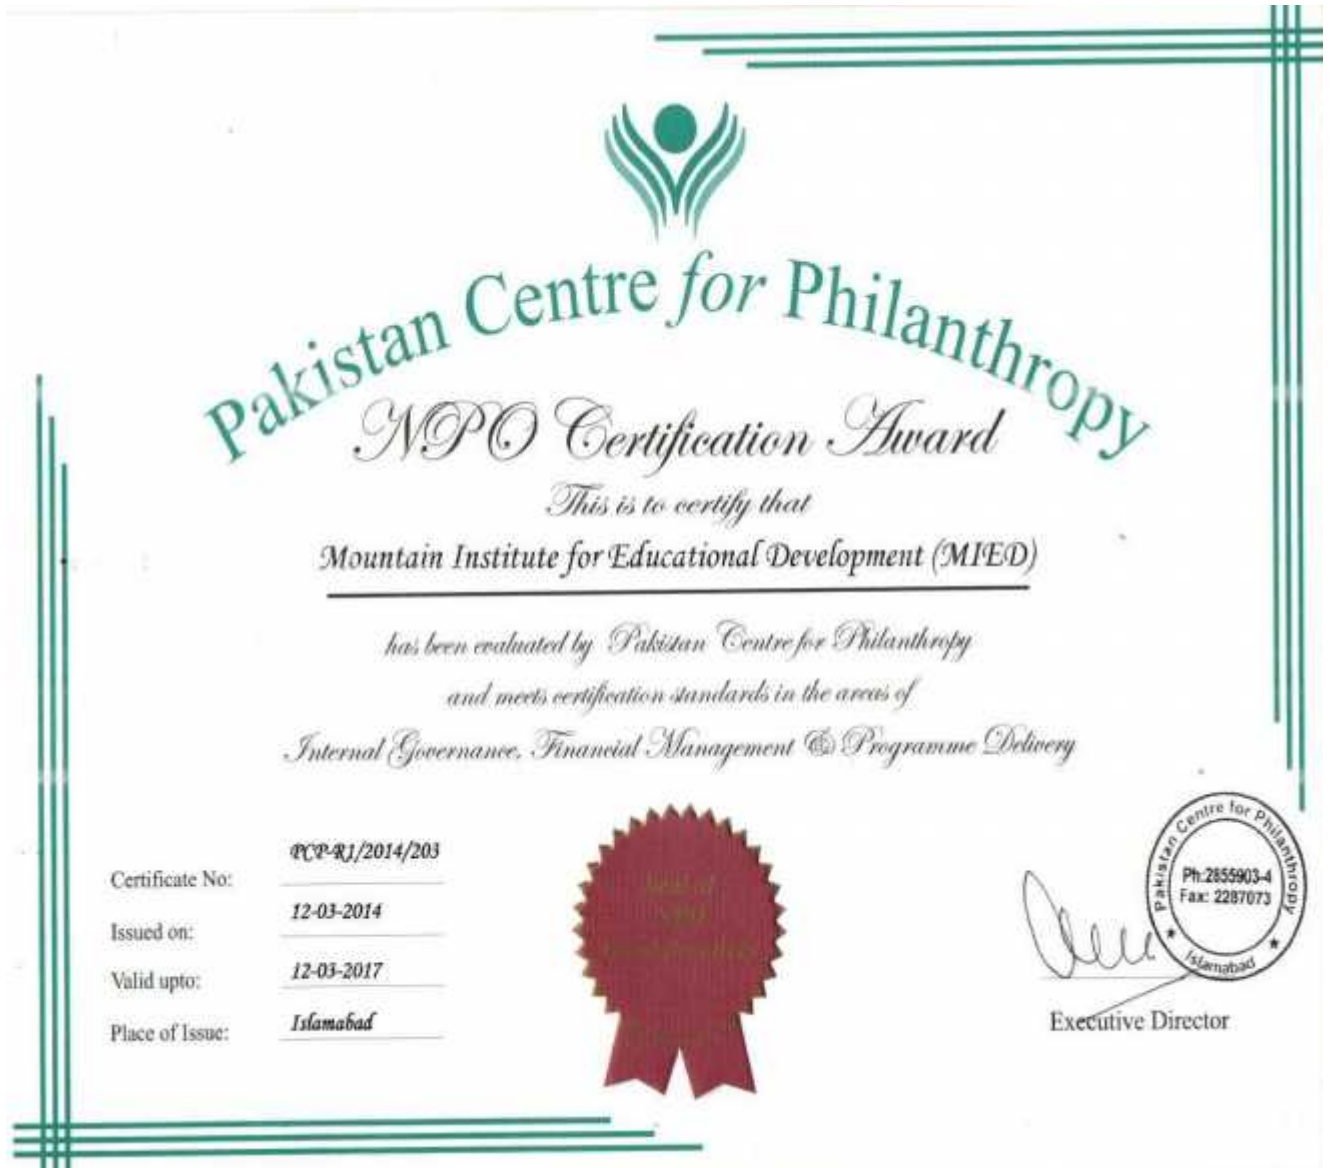 Pakistan Centre for Philanthropy
NPO Certification Award
This is to certify that
Mountain Institute for Educational Development (MIED)
has been evaluated by Pakistan Centre for Philanthropy
and meets certification standards in the areas of
Internal Governance, Financial Management & Programme Delivery
Certificate No: PCP-R1/2014/203
Issued on: 12-03-2014
Valid upto: 12-03-2017
Place of Issue: Islamabad
Pakistan Centre for Philanthropy
Ph:2855903-4
Fax: 2287073
Islamabad
Executive Director